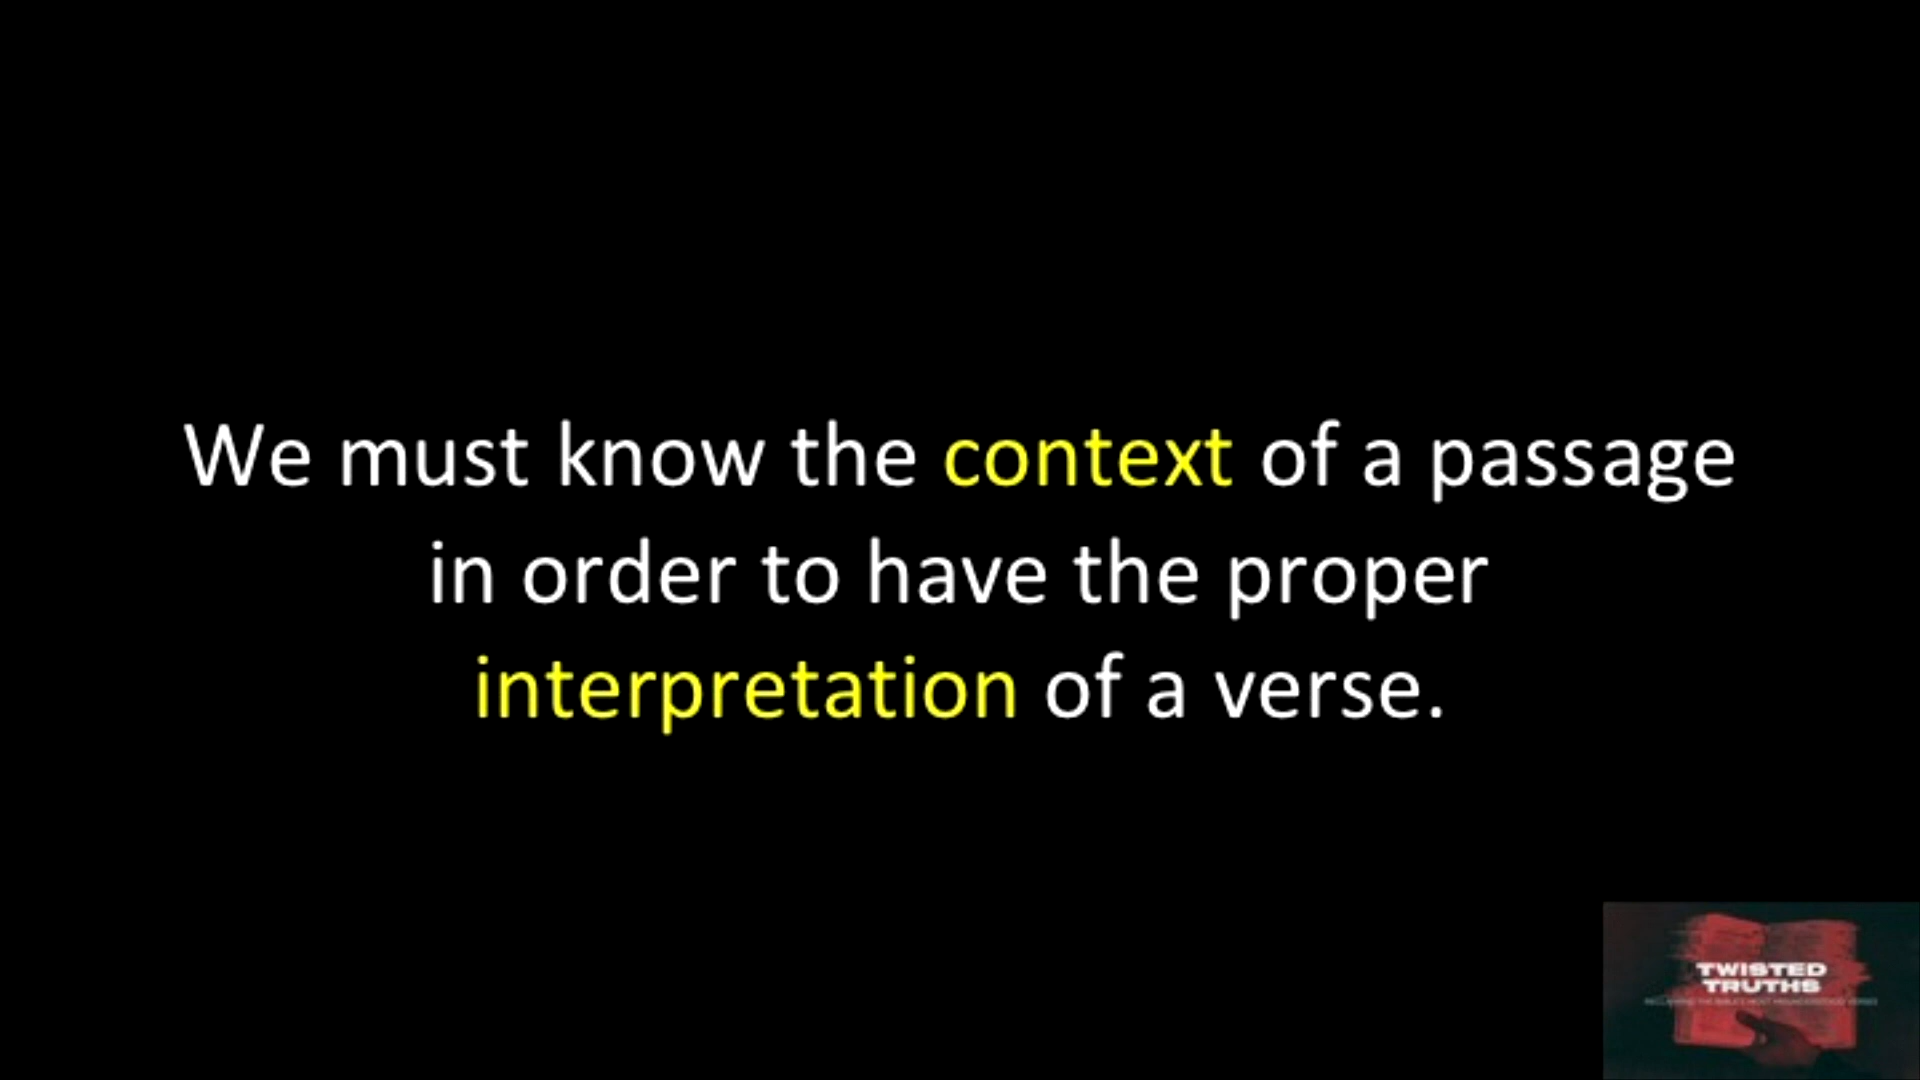 We must know the context of a passage
in order to have the proper
interpretation of a verse.
TWISTED
TRUTHS